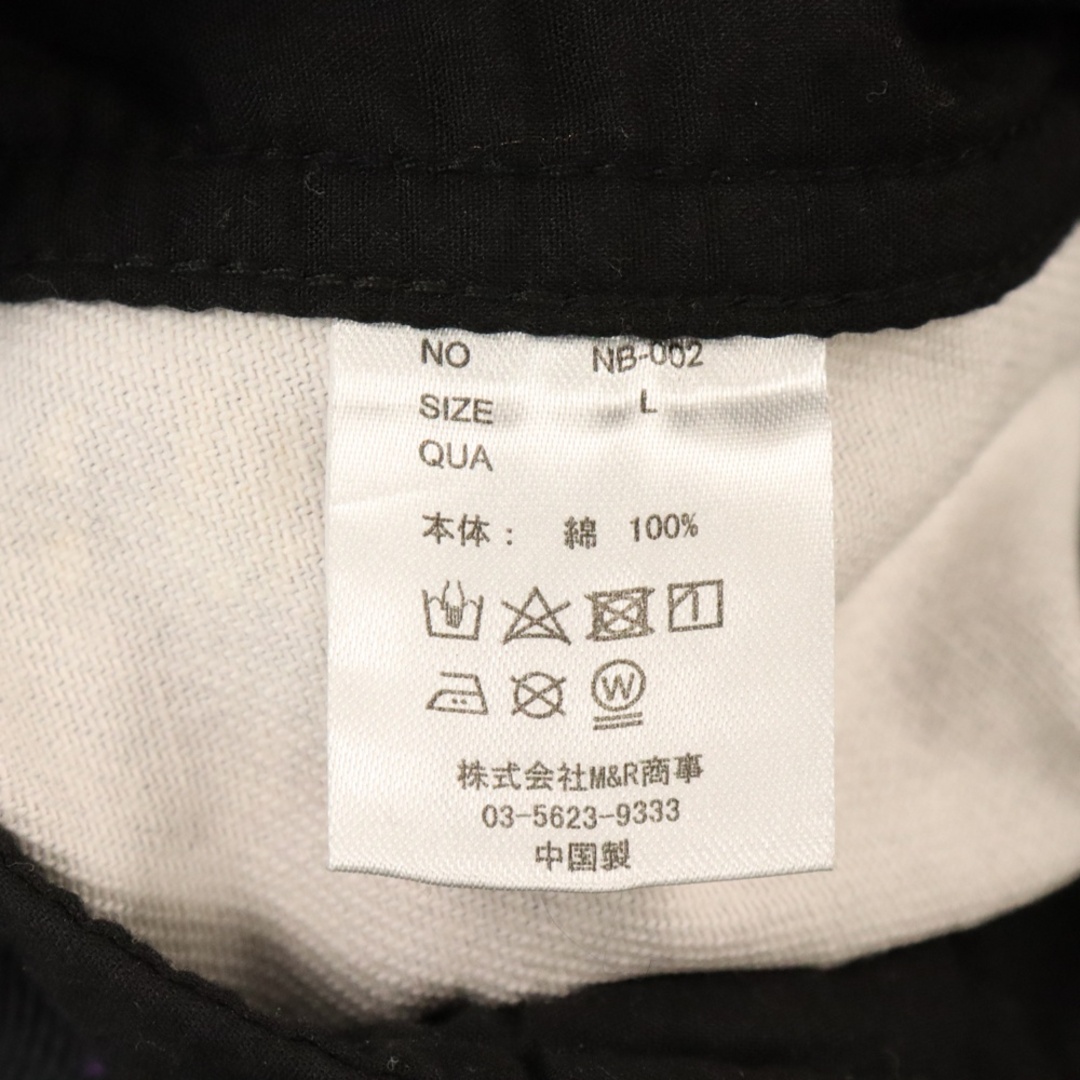 NO NB-002
SIZE L
QUA
本体： 綿 100%
W
株式会社M&R商事
03-5623-9333
中国製